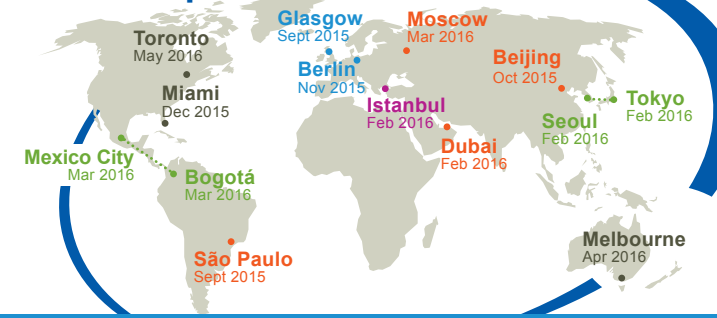 Glasgow
Sept 2015
Moscow
Mar 2016
Toronto
May 2016
Beijing
Oct 2015
Berlin
Nov 2015
Miami
Dec 2015
Istanbul
Feb 2016
Tokyo
Feb 2016
Seoul
Feb 2016
Dubai
Feb 2016
Mexico City
Mar 2016
Bogotá
Mar 2016
São Paulo
Sept 2015
Melbourne
Apr 2016